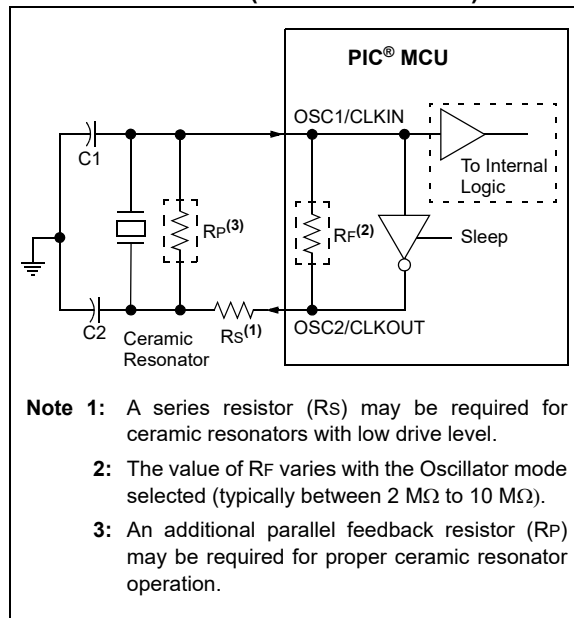 PIC® MCU
OSC1/CLKIN
C1
To Internal
Logic
RP(3)
RF(2)
Sleep
C2
Ceramic
Resonator
RS(1)
OSC2/CLKOUT
Note 1: A series resistor (RS) may be required for
ceramic resonators with low drive level.
2: The value of RF varies with the Oscillator mode
selected (typically between 2 MΩ to 10 MΩ).
3: An additional parallel feedback resistor (RP)
may be required for proper ceramic resonator
operation.